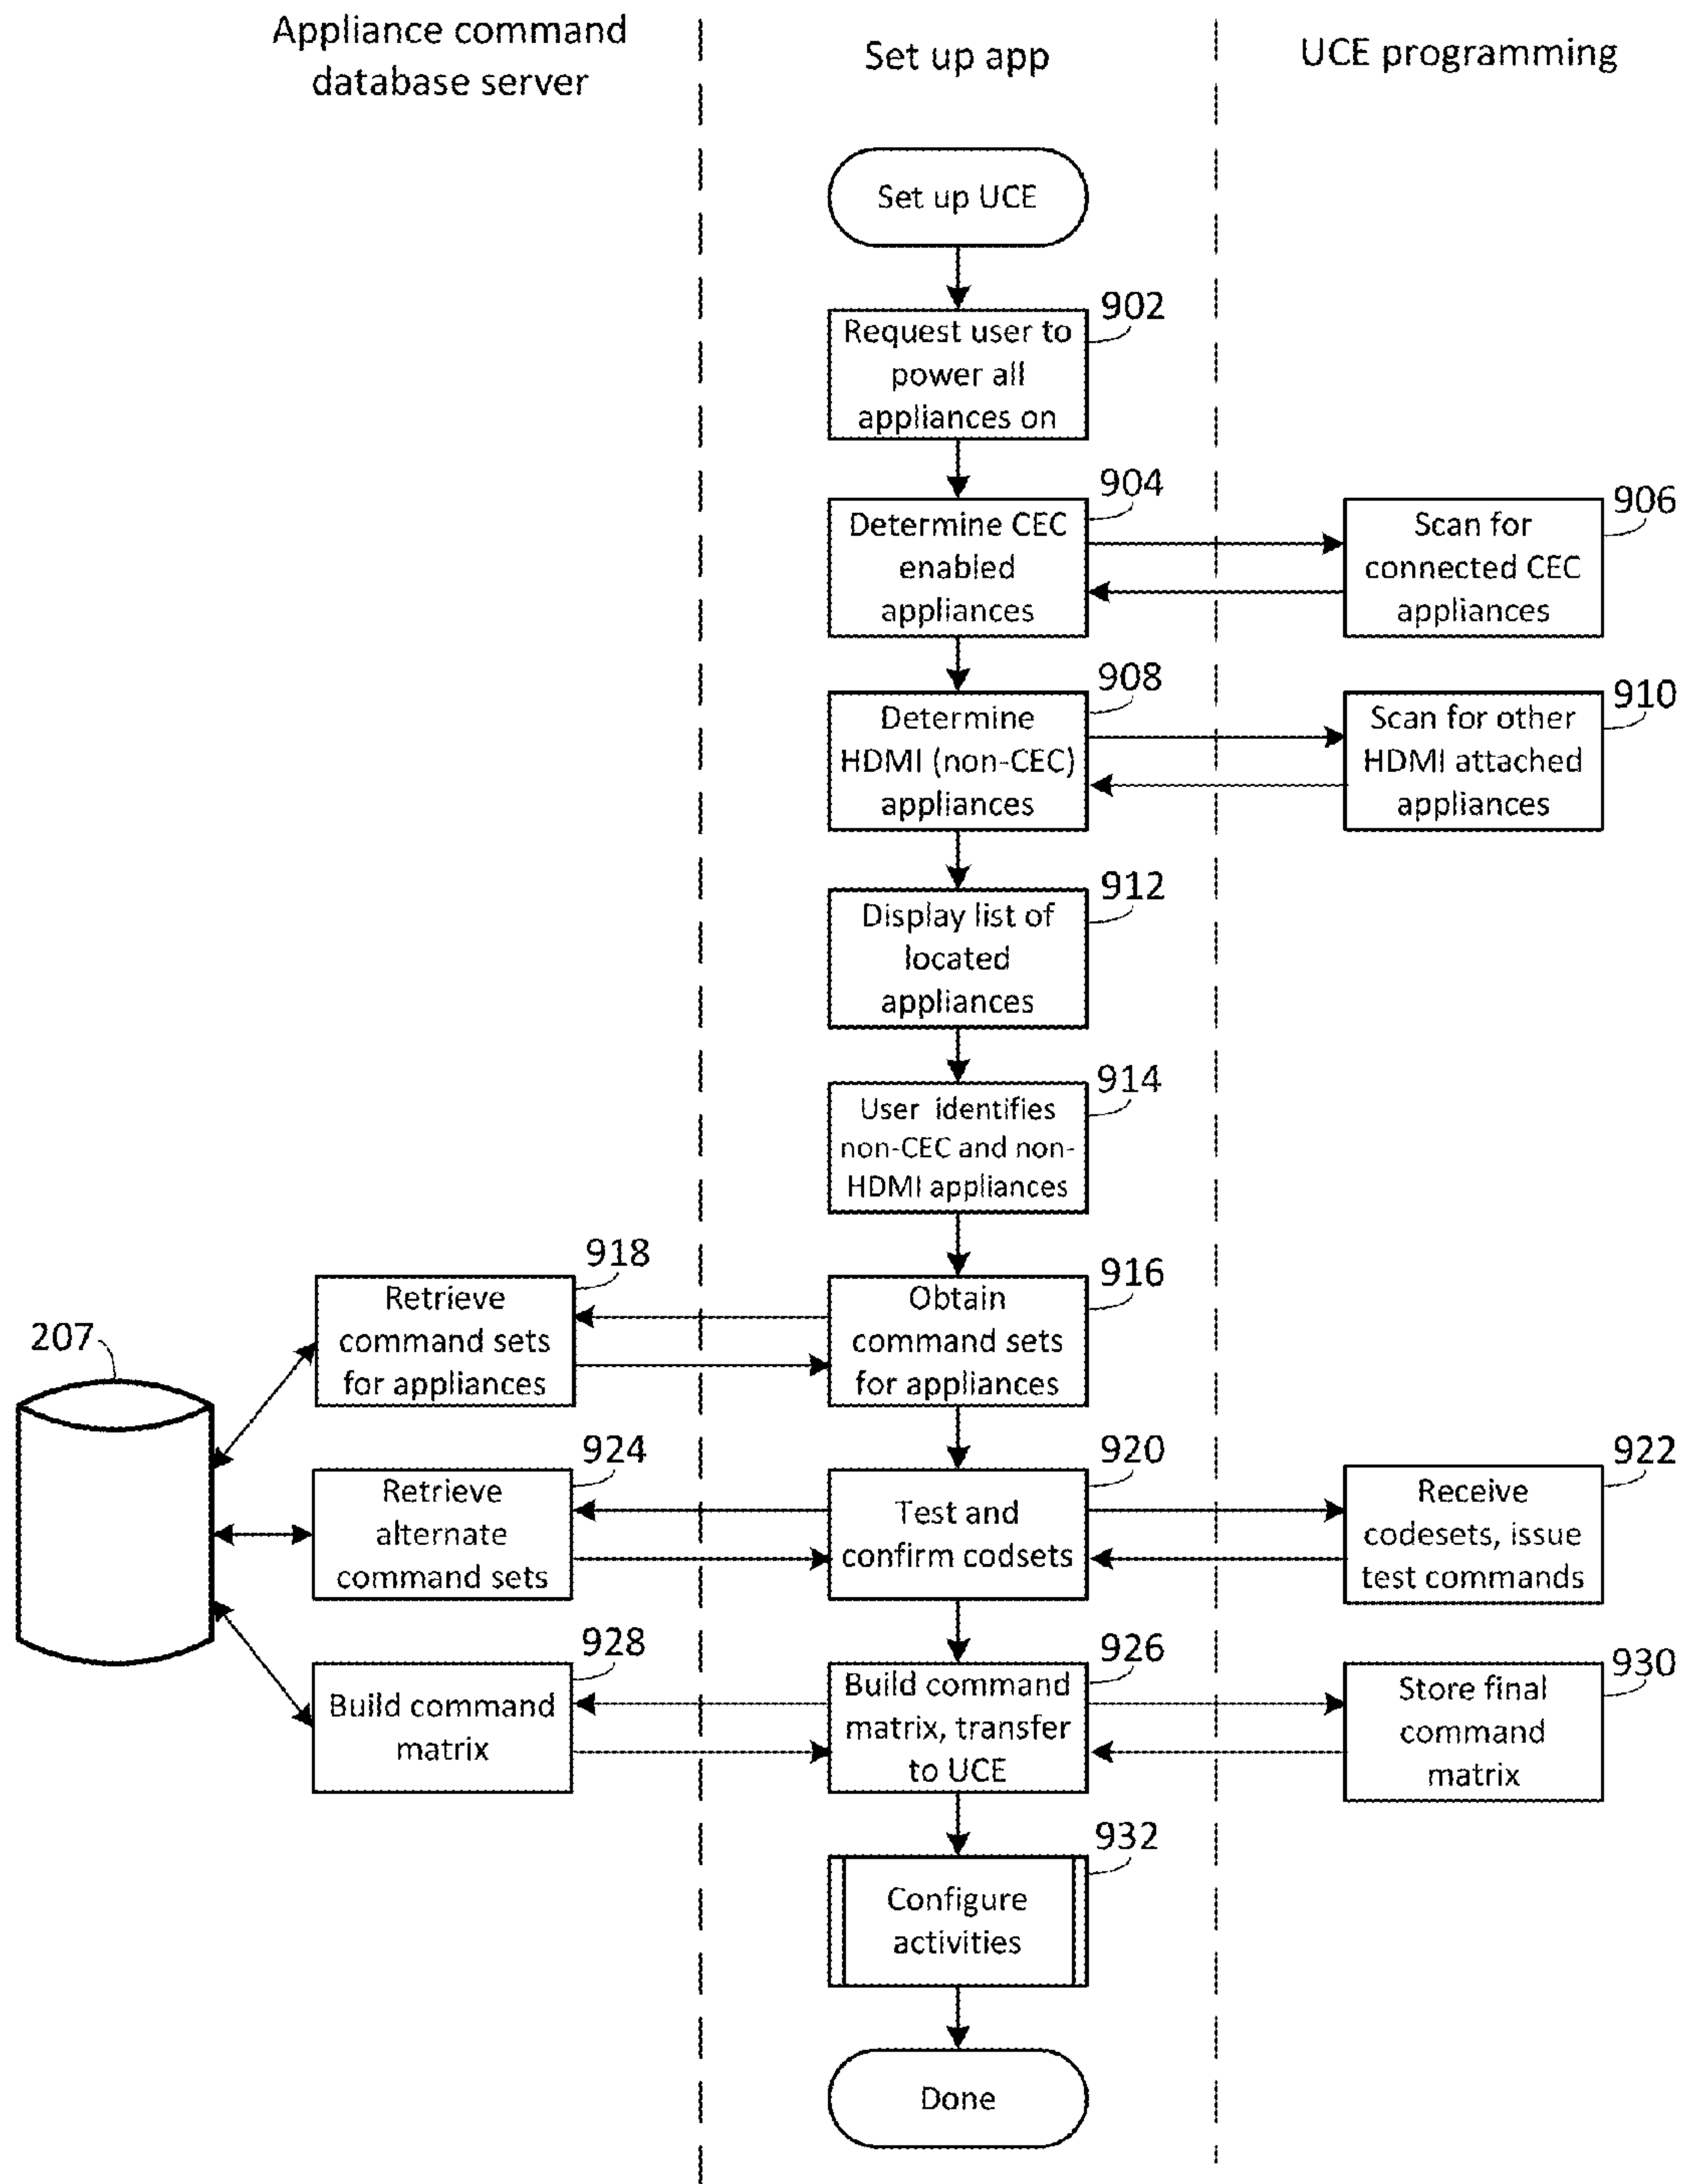 Appliance command
database server
Set up app
UCE programming
Set up UCE
902
Request user to
power all
appliances on
904
Determine CEC
enabled
appliances
906
Scan for
connected CEC
appliances
908
Determine
HDMI (non-CEC)
appliances
910
Scan for other
HDMI attached
appliances
912
Display list of
located
appliances
914
User identifies
non-CEC and non-
HDMI appliances
918
Retrieve
command sets
for appliances
916
Obtain
command sets
for appliances
207
924
Retrieve
alternate
command sets
920
Test and
confirm codsets
922
Receive
codesets, issue
test commands
928
Build command
matrix
926
Build command
matrix, transfer
to UCE
930
Store final
command
matrix
932
Configure
activities
Done